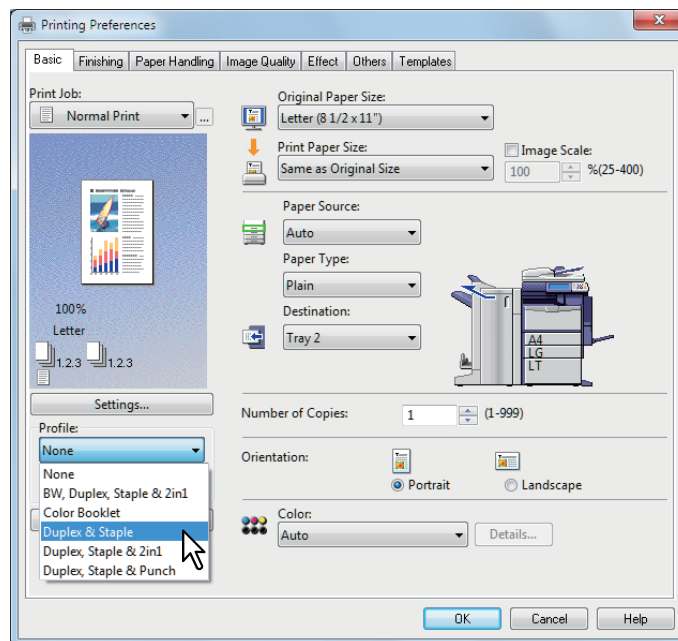 Printing Preferences
Basic Finishing Paper Handling Image Quality Effect Others Templates
Print Job:
Normal Print
...
100%
Letter
1.2.3 1.2.3
Settings...
Profile:
None
None
BW, Duplex, Staple & 2in1
Color Booklet
Duplex & Staple
Duplex, Staple & 2in1
Duplex, Staple & Punch
Original Paper Size:
Letter (8 1/2 x 11")
Print Paper Size:
Same as Original Size
Image Scale:
100 %(25-400)
Paper Source:
Auto
Paper Type:
Plain
Destination:
Tray 2
A4
LG
LT
Number of Copies: 1 (1-999)
Orientation:
Portrait Landscape
Color:
Auto
Details...
OK Cancel Help